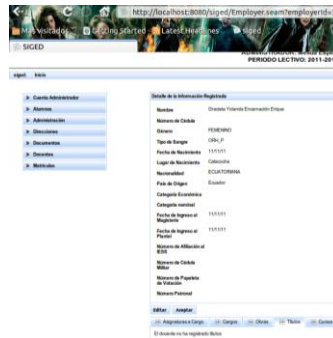 http://localhost:8080/siged/Employer.seam?employerId=
Más visitados Getting Started Latest Headlines siged
SIGED
ADMINISTRADOR:
PERIODO LECTIVO: 2011-201
siged: Inicio
Cuenta Administrador
Alumnos
Administración
Direcciones
Documentos
Docentes
Matrículas
Detalle de la Información Registrada
Nombre Graciela Yolanda Encarnación Erique
Número de Cédula
Género FEMENINO
Tipo de Sangre ORH_P
Fecha de Nacimiento 11/11/11
Lugar de Nacimiento Catacocha
Nacionalidad ECUATORIANA
País de Origen Ecuador
Categoría Económica
Categoría nominal
Fecha de Ingreso al 11/11/11
Magisterio
Fecha de Ingreso al 11/11/11
Plantel
Número de Afiliación al
IESS
Número de Cédula
Militar
Número de Papeleta
de Votación
Número Patronal
Editar Aceptar
Asignaturas a Cargo Cargos Obras Títulos
El docente no ha registrado títulos